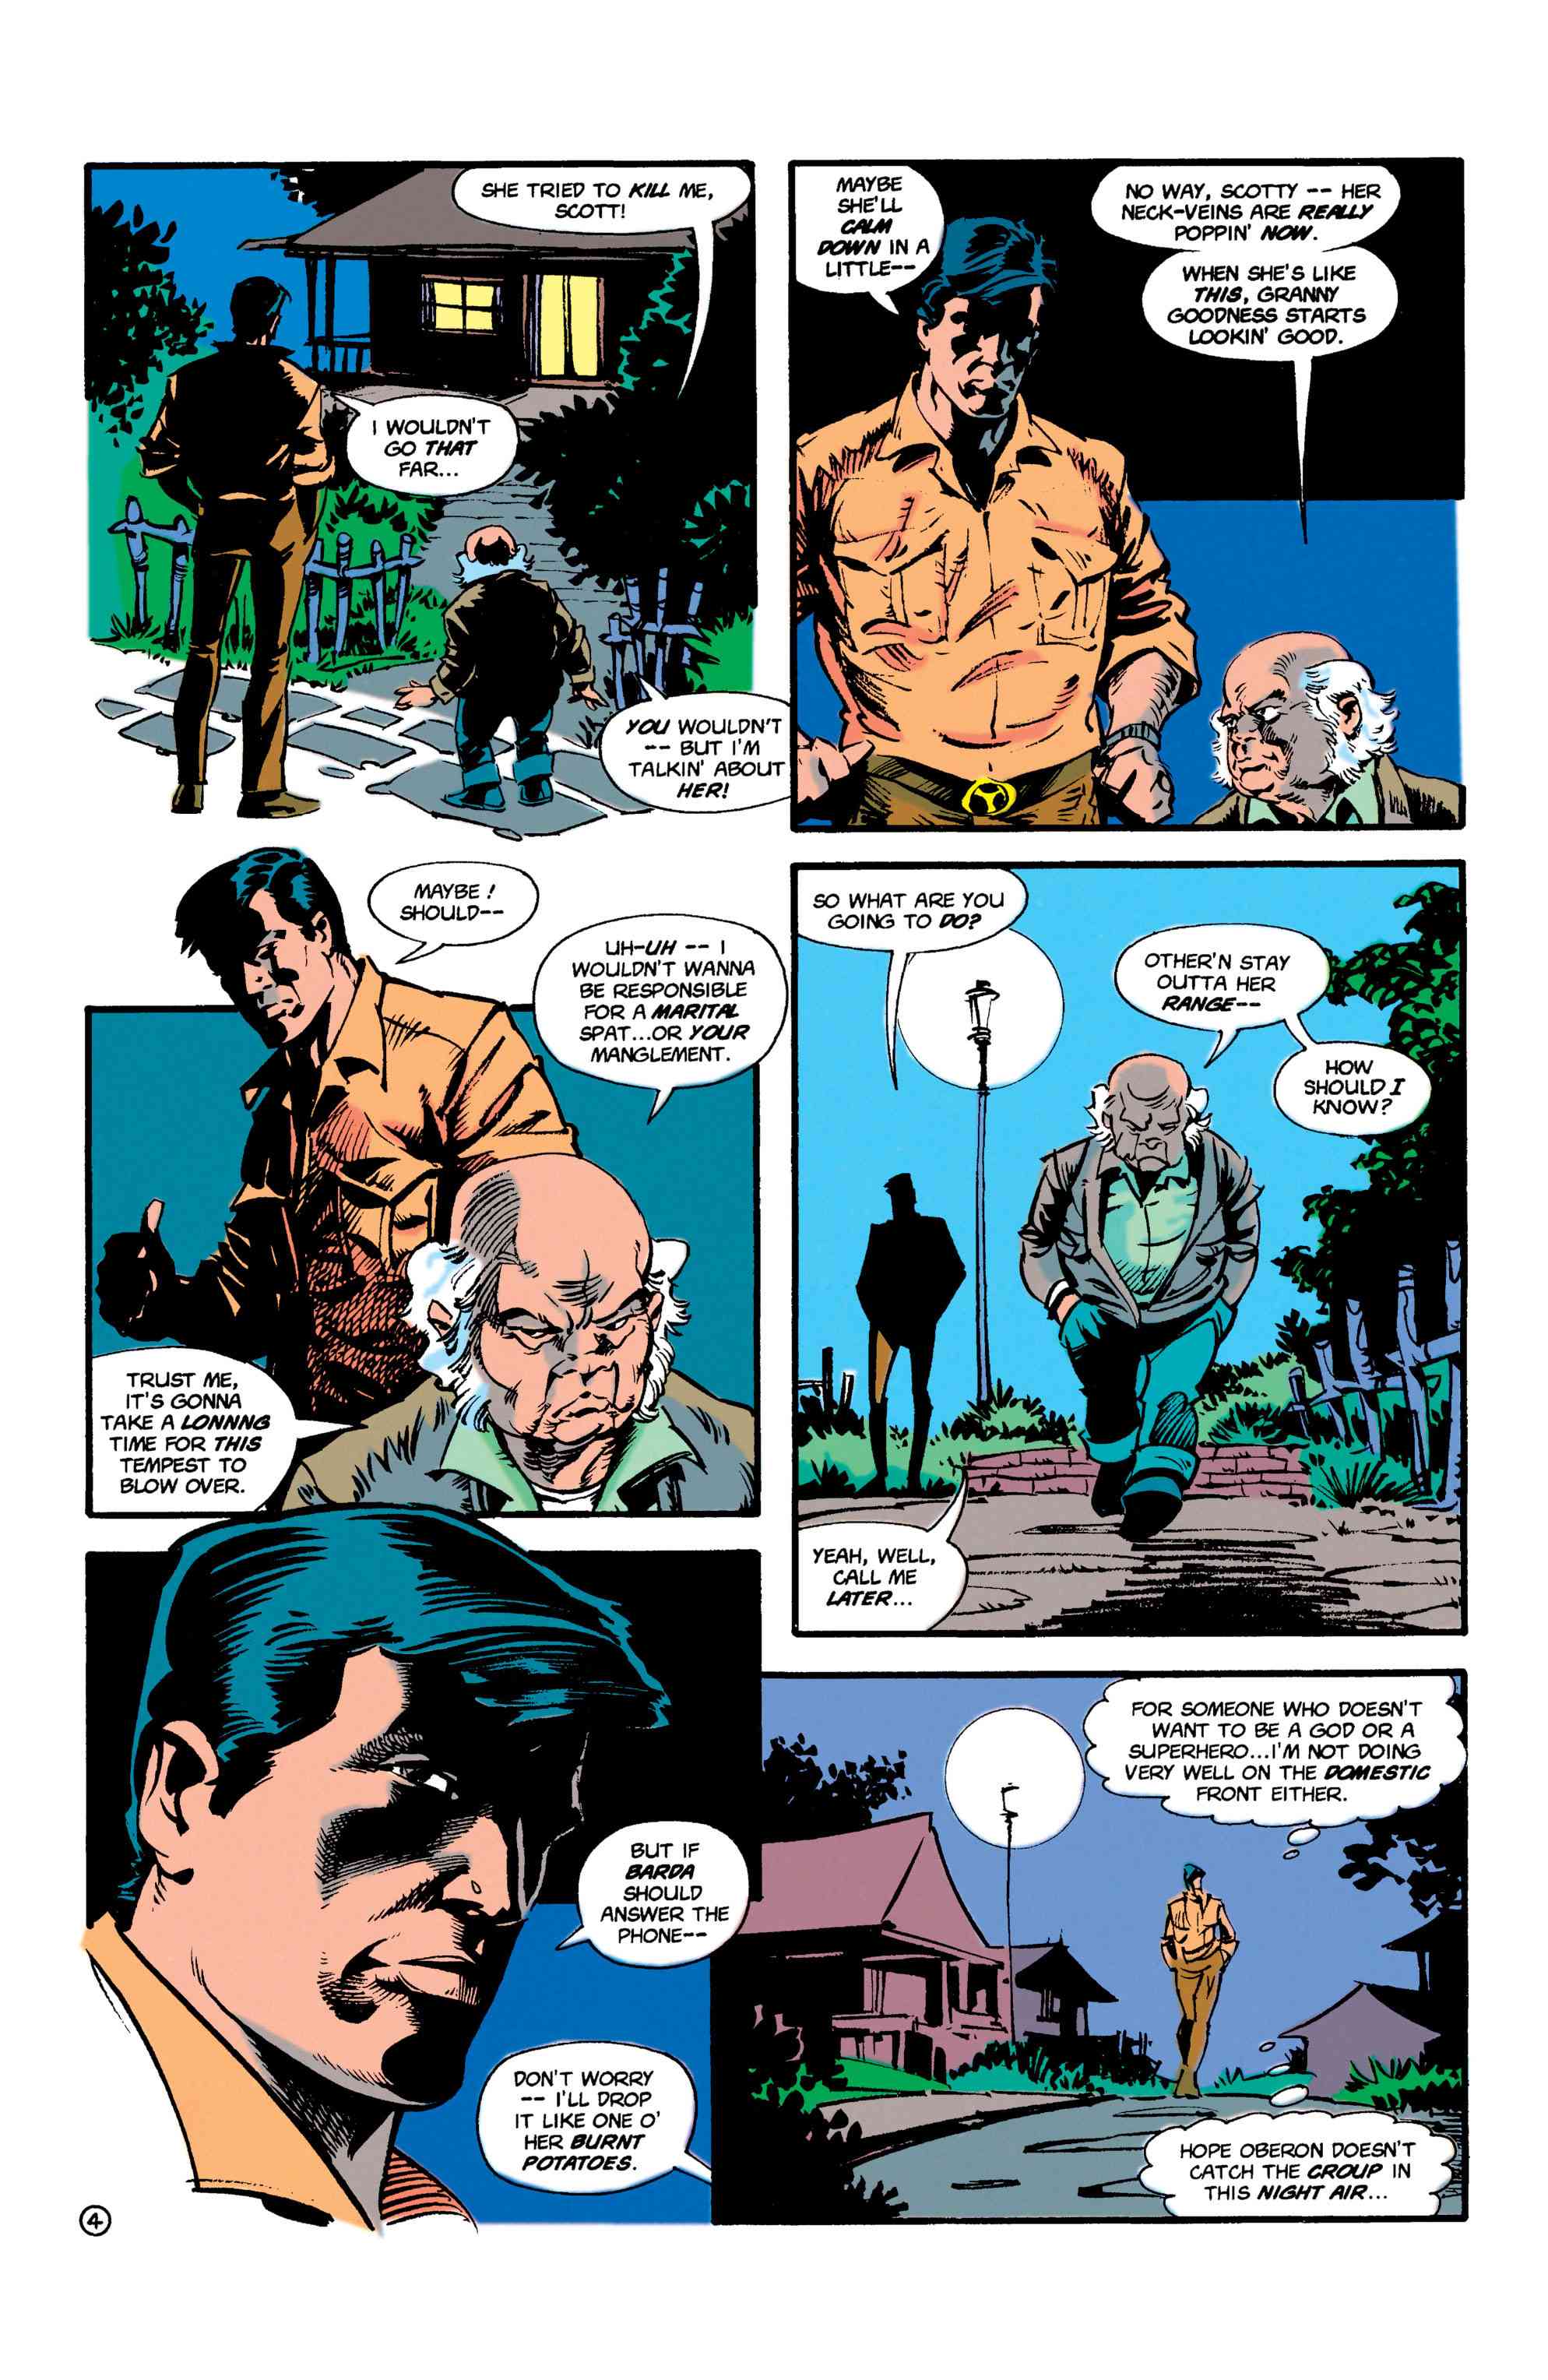 SHE TRIED TO KILL ME,
SCOTT!
I WOULDN'T
GO THAT
FAR...
YOU WOULDN'T
-- BUT I'M
TALKIN' ABOUT
HER!
MAYBE
SHE'LL
CALM
DOWN IN A
LITTLE--
NO WAY, SCOTTY -- HER
NECK-VEINS ARE REALLY
POPPIN' NOW.
WHEN SHE'S LIKE
THIS, GRANNY
GOODNESS STARTS
LOOKIN' GOOD.
MAYBE I
SHOULD--
UH-UH -- I
WOULDN'T WANNA
BE RESPONSIBLE
FOR A MARITAL
SPAT...OR YOUR
MANGLEMENT.
TRUST ME,
IT'S GONNA
TAKE A LONNNG
TIME FOR THIS
TEMPEST TO
BLOW OVER.
SO WHAT ARE YOU
GOING TO DO?
OTHER'N STAY
OUTTA HER
RANGE--
HOW
SHOULD I
KNOW?
YEAH, WELL,
CALL ME
LATER...
BUT IF
BARDA
SHOULD
ANSWER THE
PHONE--
DON'T WORRY
-- I'LL DROP
IT LIKE ONE O'
HER BURNT
POTATOES.
FOR SOMEONE WHO DOESN'T
WANT TO BE A GOD OR A
SUPERHERO...I'M NOT DOING
VERY WELL ON THE DOMESTIC
FRONT EITHER.
HOPE OBERON DOESN'T
CATCH THE CROUP IN
THIS NIGHT AIR...
4